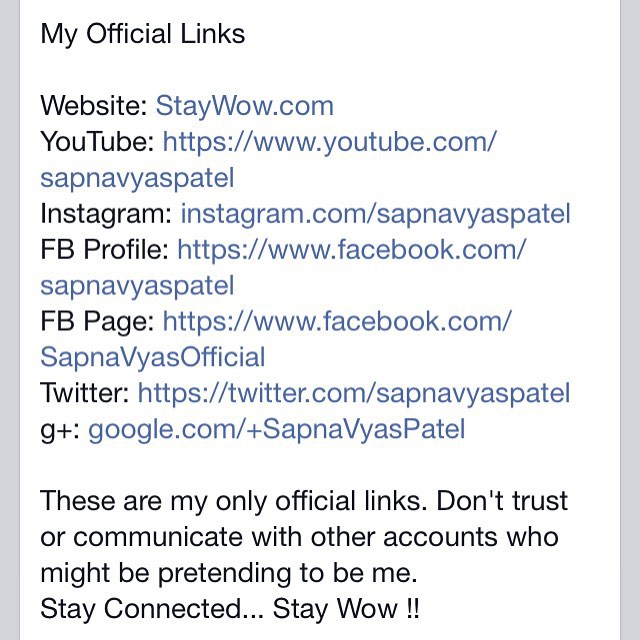 My Official Links
Website: StayWow.com
YouTube: https://www.youtube.com/
sapnavyaspatel
Instagram: instagram.com/sapnavyaspatel
FB Profile: https://www.facebook.com/
sapnavyaspatel
FB Page: https://www.facebook.com/
SapnaVyasOfficial
Twitter: https://twitter.com/sapnavyaspatel
g+: google.com/+SapnaVyasPatel
These are my only official links. Don't trust
or communicate with other accounts who
might be pretending to be me.
Stay Connected... Stay Wow !!